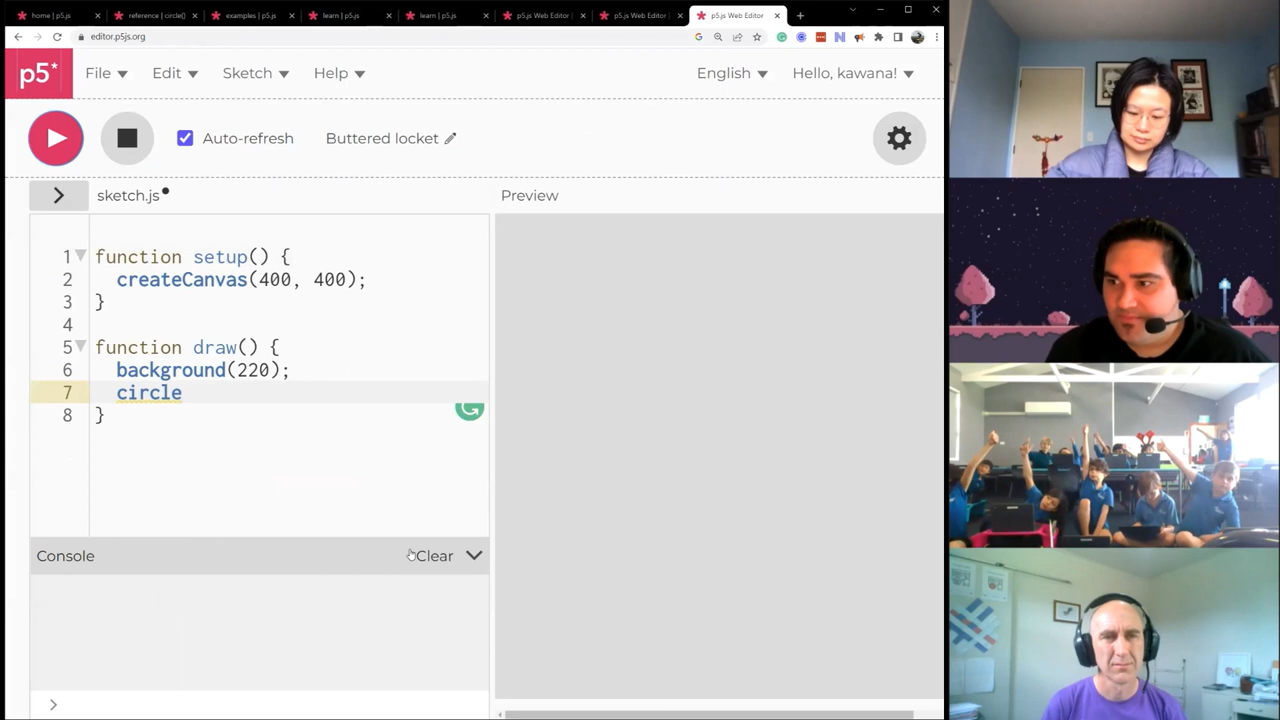 home | p5.js
reference | circle()
examples | p5.js
learn | p5.js
learn | p5.js
p5.js Web Editor
p5.js Web Editor
p5.js Web Editor
editor.p5js.org
p5*
File
Edit
Sketch
Help
English
Hello, kawana!
Auto-refresh
Buttered locket
sketch.js
Preview
1 function setup() {
2 createCanvas(400, 400);
3 }
4
5 function draw() {
6 background(220);
7 circle
8 }
Console
Clear
>